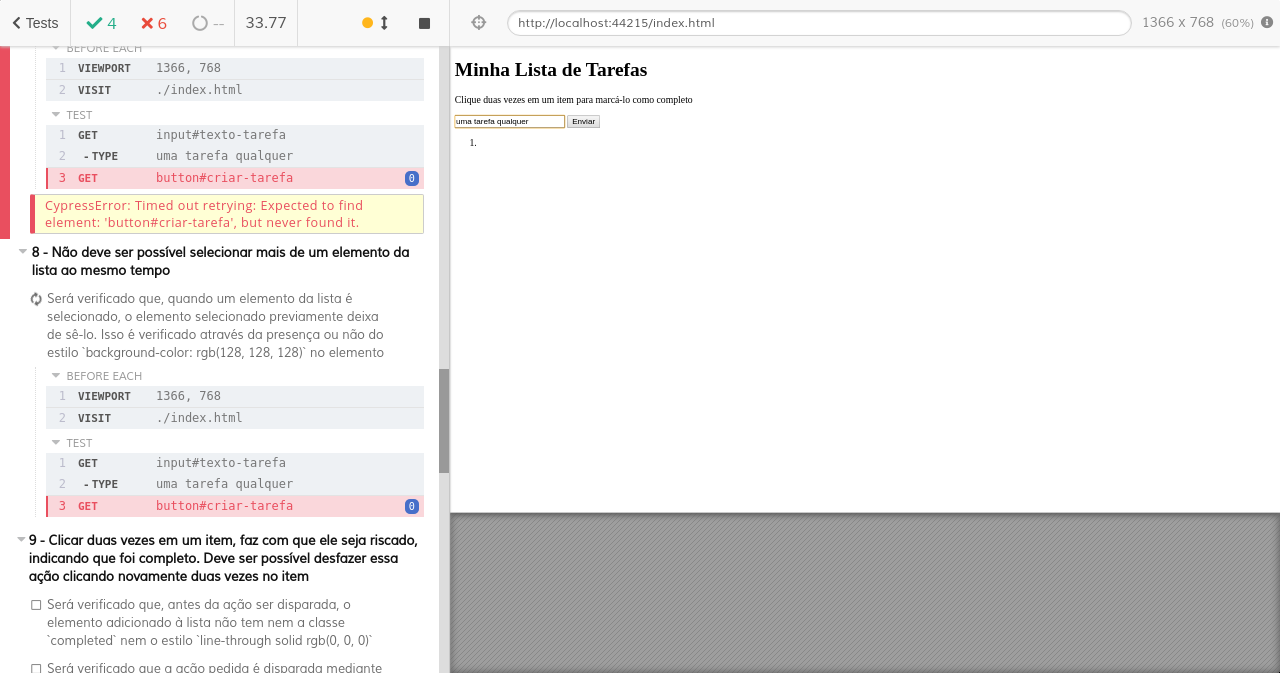 Tests
4
6
--
33.77
http://localhost:44215/index.html
1366 x 768 (60%)
BEFORE EACH
1 VIEWPORT 1366, 768
2 VISIT ./index.html
TEST
1 GET input#texto-tarefa
2 - TYPE uma tarefa qualquer
3 GET button#criar-tarefa 0
CypressError: Timed out retrying: Expected to find
element: 'button#criar-tarefa', but never found it.
8 - Não deve ser possível selecionar mais de um elemento da
lista ao mesmo tempo
Será verificado que, quando um elemento da lista é
selecionado, o elemento selecionado previamente deixa
de sê-lo. Isso é verificado através da presença ou não do
estilo `background-color: rgb(128, 128, 128)` no elemento
BEFORE EACH
1 VIEWPORT 1366, 768
2 VISIT ./index.html
TEST
1 GET input#texto-tarefa
2 - TYPE uma tarefa qualquer
3 GET button#criar-tarefa 0
9 - Clicar duas vezes em um item, faz com que ele seja riscado,
indicando que foi completo. Deve ser possível desfazer essa
ação clicando novamente duas vezes no item
Será verificado que, antes da ação ser disparada, o
elemento adicionado à lista não tem nem a classe
`completed` nem o estilo `line-through solid rgb(0, 0, 0)`
Será verificado que a ação pedida é disparada mediante
Minha Lista de Tarefas
Clique duas vezes em um item para marcá-lo como completo
uma tarefa qualquer Enviar
1.